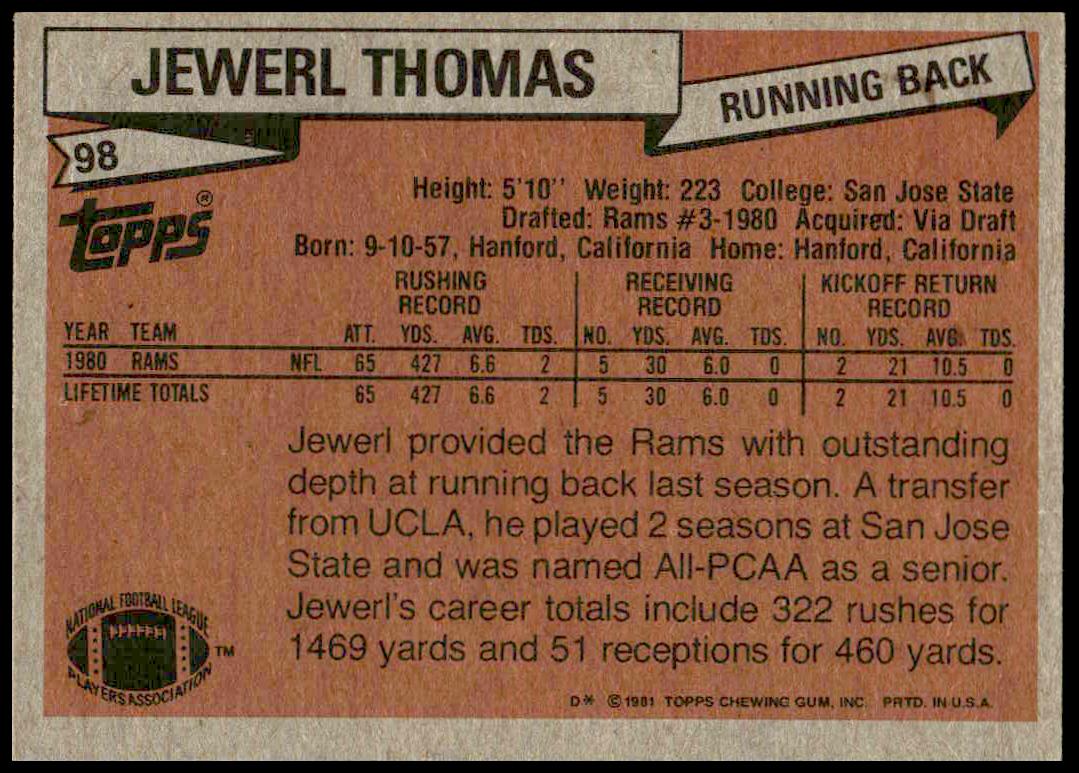 JEWERL THOMAS
RUNNING BACK
98
Topps®
Height: 5'10'' Weight: 223 College: San Jose State
Drafted: Rams #3-1980 Acquired: Via Draft
Born: 9-10-57, Hanford, California Home: Hanford, California
RUSHING RECEIVING KICKOFF RETURN
RECORD RECORD RECORD
YEAR TEAM ATT. YDS. AVG. TDS. NO. YDS. AVG. TDS. NO. YDS. AVG. TDS.
1980 RAMS NFL 65 427 6.6 2 5 30 6.0 0 2 21 10.5 0
LIFETIME TOTALS 65 427 6.6 2 5 30 6.0 0 2 21 10.5 0
Jewerl provided the Rams with outstanding
depth at running back last season. A transfer
from UCLA, he played 2 seasons at San Jose
State and was named All-PCAA as a senior.
Jewerl's career totals include 322 rushes for
1469 yards and 51 receptions for 460 yards.
NATIONAL FOOTBALL LEAGUE
PLAYERS ASSOCIATION
TM
D* ©1981 TOPPS CHEWING GUM, INC. PRTD. IN U.S.A.